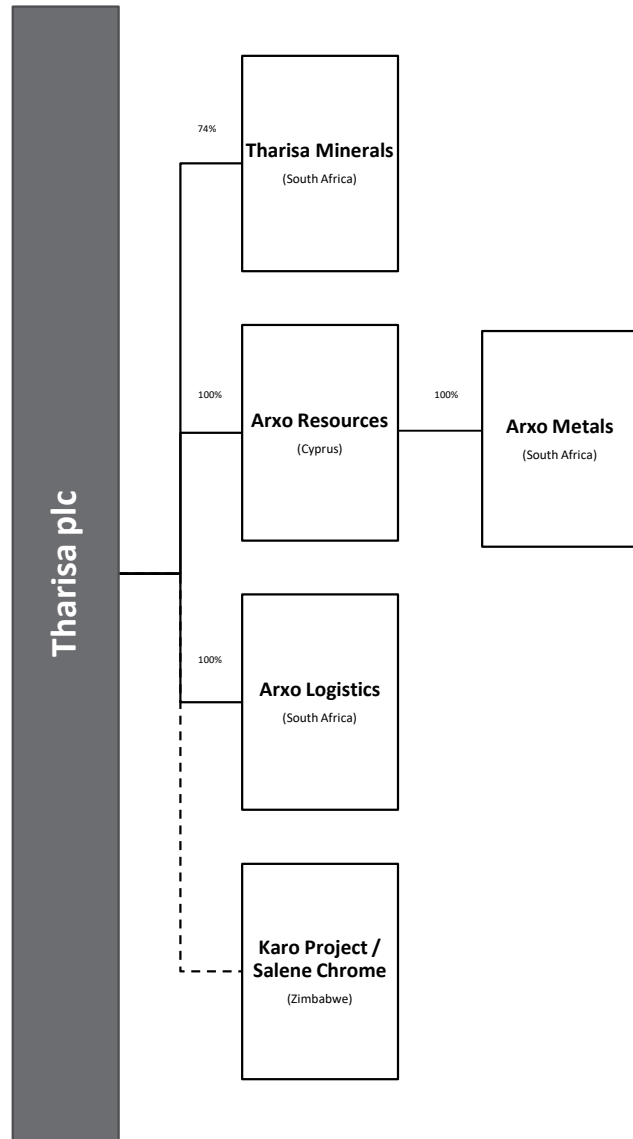 Tharisa plc
74%
Tharisa Minerals
(South Africa)
100%
Arxo Resources
(Cyprus)
100%
Arxo Metals
(South Africa)
100%
Arxo Logistics
(South Africa)
Karo Project /
Salene Chrome
(Zimbabwe)